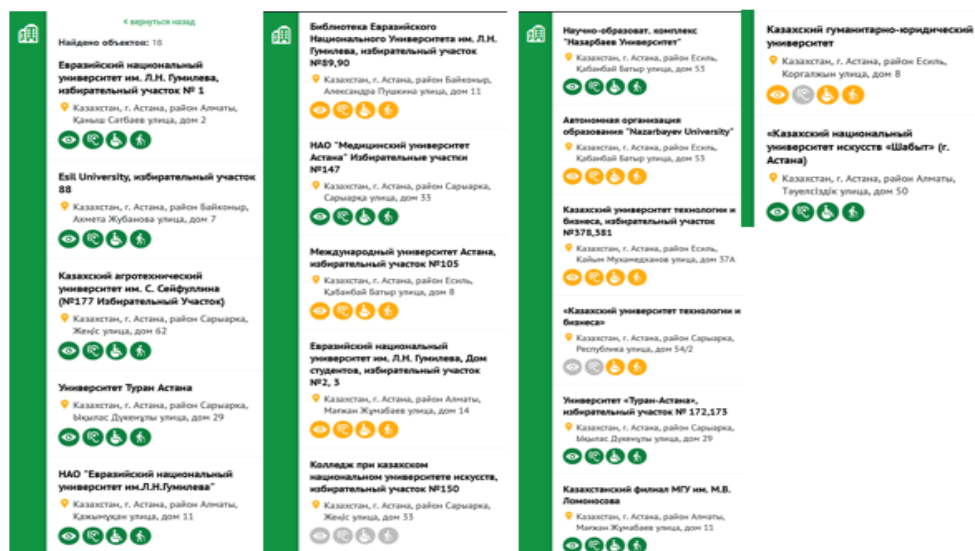 < вернуться назад
Найдено объектов: 18
Евразийский национальный
университет им. Л.Н. Гумилева,
избирательный участок № 1
Казахстан, г. Астана, район Алматы,
Қаныш Сәтбаев улица, дом 2
Esil University, избирательный участок
88
Казахстан, г. Астана, район Байконыр,
Ахмета Жубанова улица, дом 7
Казахский агротехнический
университет им. С. Сейфуллина
(№177 Избирательный Участок)
Казахстан, г. Астана, район Сарыарка,
Жеңіс улица, дом 62
Университет Туран Астана
Казахстан, г. Астана, район Сарыарка,
Ықылас Дукенұлы улица, дом 29
НАО "Евразийский национальный
университет им.Л.Н.Гумилева"
Казахстан, г. Астана, район Алматы,
Қажымұқан улица, дом 11
Библиотека Евразийского
Национального Университета им. Л.Н.
Гумилева, избирательный участок
№89,90
Казахстан, г. Астана, район Байконыр,
Александра Пушкина улица, дом 11
НАО "Медицинский университет
Астана" Избирательные участки
№147
Казахстан, г. Астана, район Сарыарка,
Сарыарқа улица, дом 33
Международный университет Астана,
избирательный участок №105
Казахстан, г. Астана, район Есиль,
Қабанбай Батыр улица, дом 8
Евразийский национальный
университет им. Л.Н. Гумилева, Дом
студентов, избирательный участок
№2, 3
Казахстан, г. Астана, район Алматы,
Мағжан Жұмабаев улица, дом 14
Колледж при казахском
национальном университете искусств,
избирательный участок №150
Казахстан, г. Астана, район Сарыарка,
Жеңіс улица, дом 33
Научно-образоват. комплекс
"Назарбаев Университет"
Казахстан, г. Астана, район Есиль,
Қабанбай Батыр улица, дом 53
Автономная организация
образования "Nazarbayev University"
Казахстан, г. Астана, район Есиль,
Қабанбай Батыр улица, дом 53
Казахский университет технологии и
бизнеса, избирательный участок
№378,381
Казахстан, г. Астана, район Есиль,
Кайым Мухамедханов улица, дом 37А
«Казахский университет технологии и
бизнеса»
Казахстан, г. Астана, район Сарыарка,
Республика улица, дом 54/2
Университет «Туран-Астана»,
избирательный участок № 172,173
Казахстан, г. Астана, район Сарыарка,
Ықылас Дукенұлы улица, дом 29
Казахстанский филиал МГУ им. М.В.
Ломоносова
Казахстан, г. Астана, район Алматы,
Мағжан Жұмабаев улица, дом 11
Казахский гуманитарно-юридический
университет
Казахстан, г. Астана, район Есиль,
Коргалжын улица, дом 8
«Казахский национальный
университет искусств «Шабыт» (г.
Астана)
Казахстан, г. Астана, район Алматы,
Тәуелсіздік улица, дом 50